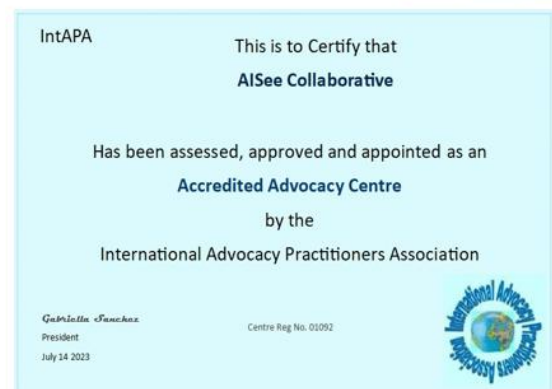 IntAPA
This is to Certify that
AISee Collaborative
Has been assessed, approved and appointed as an
Accredited Advocacy Centre
by the
International Advocacy Practitioners Association
Gabriella Sanchez
President
July 14 2023
Centre Reg No. 01092
International Advocacy Practitioners Association